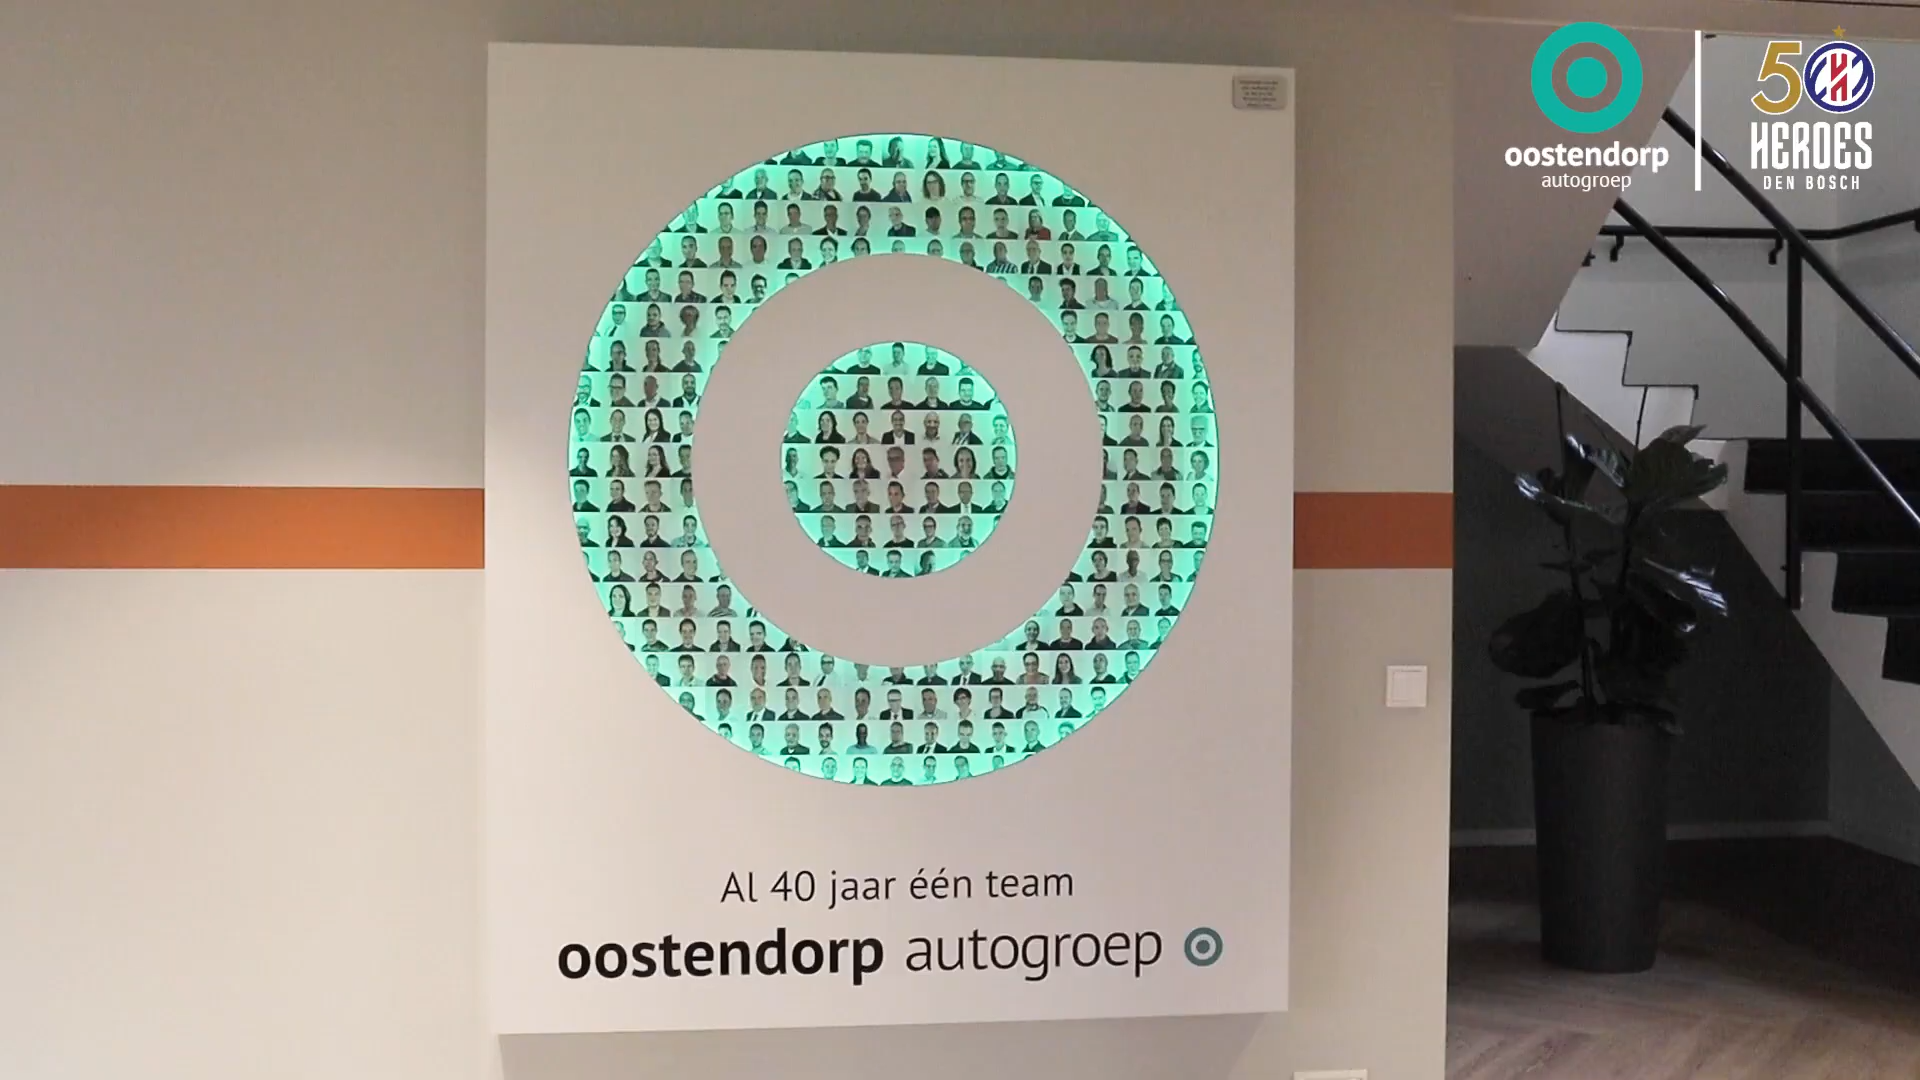 oostendorp
autogroep
50
HEROES
DEN BOSCH
Al 40 jaar één team
oostendorp autogroep